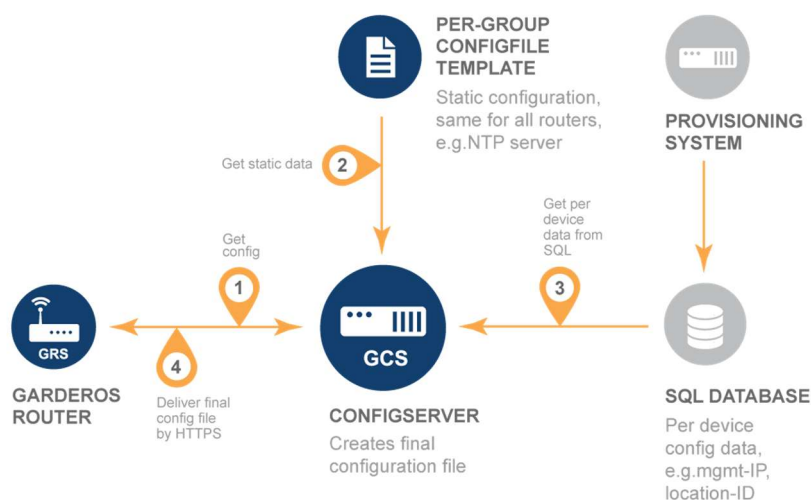 PER-GROUP
CONFIGFILE
TEMPLATE
Static configuration,
same for all routers,
e.g.NTP server
PROVISIONING
SYSTEM
Get static data
2
Get per
device
data from
SQL
3
Get
config
1
GRS
GARDEROS
ROUTER
4
Deliver final
config file
by HTTPS
GCS
CONFIGSERVER
Creates final
configuration file
SQL DATABASE
Per device
config data,
e.g.mgmt-IP,
location-ID